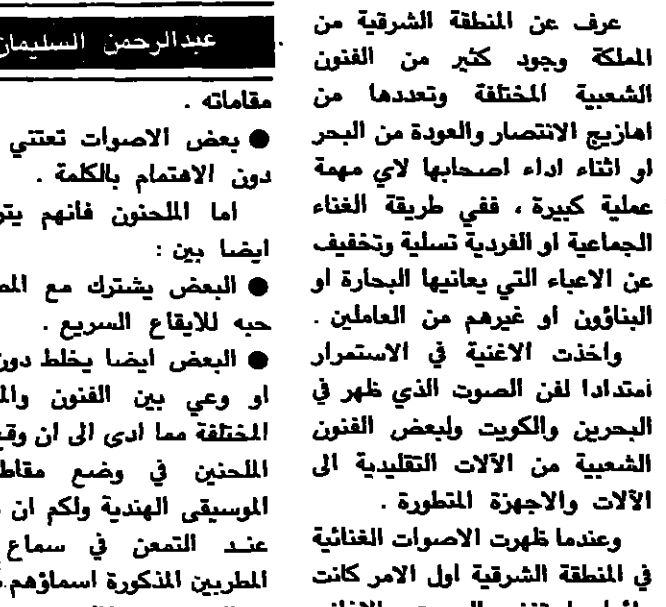 عرف عن المنطقة الشرقية من
المملكة وجود كثير من الفنون
الشعبية المختلفة وتعددها من
اهازيج الانتصار والعودة من البحر
او اثناء اداء اصحابها لاي مهمة
عملية كبيرة ، ففي طريقة الغناء
الجماعية او الفردية تسلية وتخفيف
عن الاعباء التي يعانيها البحارة او
البناؤون او غيرهم من العاملين .
واخذت الاغنية في الاستمرار
امتدادا لفن الصوت الذي ظهر في
البحرين والكويت ولبعض الفنون
الشعبية من الآلات التقليدية الى
الآلات والاجهزة المتطورة .
وعندما ظهرت الاصوات الغنائية
في المنطقة الشرقية اول الامر كانت
عبدالرحمن السليمان
مقاماته .
● بعض الاصوات تعتني
دون الاهتمام بالكلمة .
اما الملحنون فانهم
ايضا بين :
● البعض يشترك مع
حبه للايقاع السريع .
● البعض ايضا يخلط دون
او وعي بين الفنون
المختلفة مما ادى الى ان
الملحنين في وضع
الموسيقى الهندية ولكم ان
عند التمعن في سماع
المطربين المذكورة اسماؤهم.